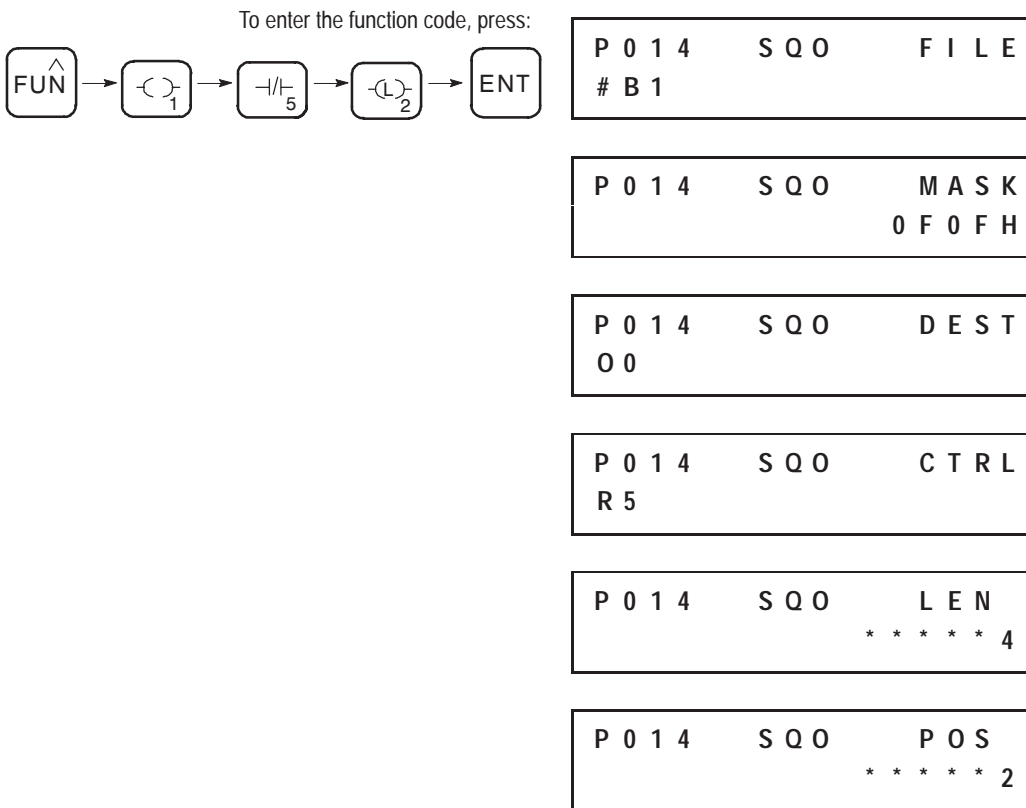 To enter the function code, press:
FUN 1 5 (L) 2 ENT
P014 SQO FILE
#B1
P014 SQO MASK
0F0FH
P014 SQO DEST
O0
P014 SQO CTRL
R5
P014 SQO LEN
*****4
P014 SQO POS
*****2